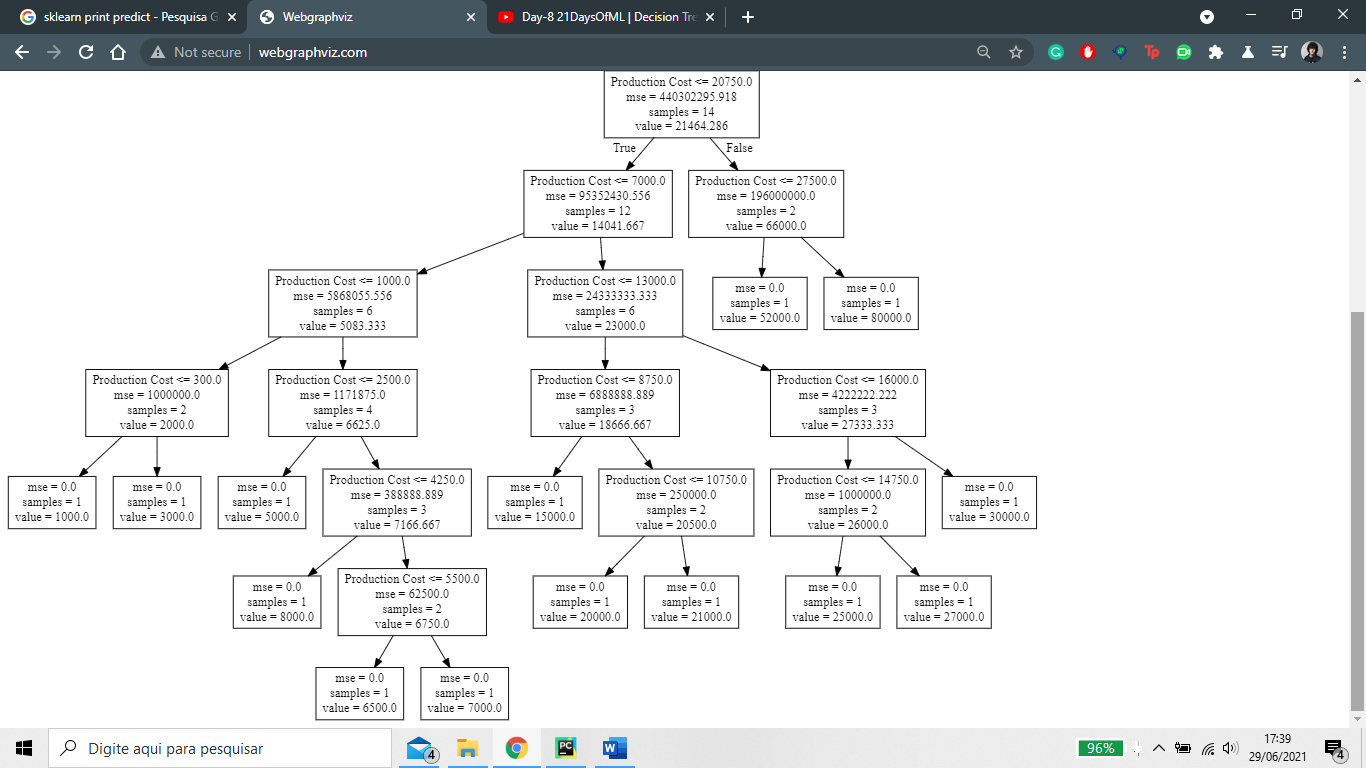 sklearn print predict - Pesquisa G
Webgraphviz
Day-8 21DaysOfML | Decision Tre
Not secure | webgraphviz.com
Production Cost <= 20750.0
mse = 440302295.918
samples = 14
value = 21464.286
True
False
Production Cost <= 7000.0
mse = 95352430.556
samples = 12
value = 14041.667
Production Cost <= 27500.0
mse = 196000000.0
samples = 2
value = 66000.0
Production Cost <= 1000.0
mse = 5868055.556
samples = 6
value = 5083.333
Production Cost <= 13000.0
mse = 24333333.333
samples = 6
value = 23000.0
mse = 0.0
samples = 1
value = 52000.0
mse = 0.0
samples = 1
value = 80000.0
Production Cost <= 300.0
mse = 1000000.0
samples = 2
value = 2000.0
Production Cost <= 2500.0
mse = 1171875.0
samples = 4
value = 6625.0
Production Cost <= 8750.0
mse = 6888888.889
samples = 3
value = 18666.667
Production Cost <= 16000.0
mse = 4222222.222
samples = 3
value = 27333.333
mse = 0.0
samples = 1
value = 1000.0
mse = 0.0
samples = 1
value = 3000.0
mse = 0.0
samples = 1
value = 5000.0
Production Cost <= 4250.0
mse = 388888.889
samples = 3
value = 7166.667
mse = 0.0
samples = 1
value = 15000.0
Production Cost <= 10750.0
mse = 250000.0
samples = 2
value = 20500.0
Production Cost <= 14750.0
mse = 1000000.0
samples = 2
value = 26000.0
mse = 0.0
samples = 1
value = 30000.0
mse = 0.0
samples = 1
value = 8000.0
Production Cost <= 5500.0
mse = 62500.0
samples = 2
value = 6750.0
mse = 0.0
samples = 1
value = 20000.0
mse = 0.0
samples = 1
value = 21000.0
mse = 0.0
samples = 1
value = 25000.0
mse = 0.0
samples = 1
value = 27000.0
mse = 0.0
samples = 1
value = 6500.0
mse = 0.0
samples = 1
value = 7000.0
Digite aqui para pesquisar
4
PC
W
96%
17:39
29/06/2021
4